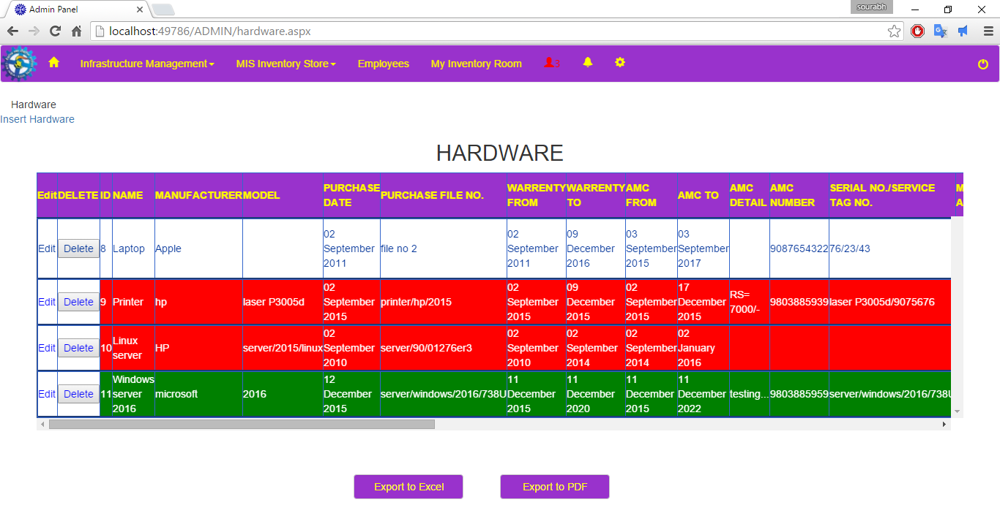 Admin Panel
sourabh
localhost:49786/ADMIN/hardware.aspx
Infrastructure Management MIS Inventory Store Employees My Inventory Room 3
Hardware
Insert Hardware
HARDWARE
Edit DELETE ID NAME MANUFACTURER MODEL PURCHASE DATE PURCHASE FILE NO. WARRENTY FROM WARRENTY TO AMC FROM AMC TO AMC DETAIL AMC NUMBER SERIAL NO./SERVICE TAG NO. M A
Edit Delete 8 Laptop Apple 02 September 2011 file no 2 02 September 2011 09 December 2016 03 September 2015 03 September 2017 9087654322 76/23/43
Edit Delete 9 Printer hp laser P3005d 02 September 2015 printer/hp/2015 02 September 2015 09 December 2015 02 September 2015 17 December 2015 RS= 7000/- 9803885939 laser P3005d/9075676
Edit Delete 10 Linux server HP server/2015/linux 02 September 2010 server/90/01276er3 02 September 2010 02 September 2014 02 September 2014 02 January 2016
Edit Delete 11 Windows server 2016 microsoft 2016 12 December 2015 server/windows/2016/738U 11 December 2015 11 December 2020 11 December 2015 11 December 2022 testing... 9803885959 server/windows/2016/738U
Export to Excel Export to PDF